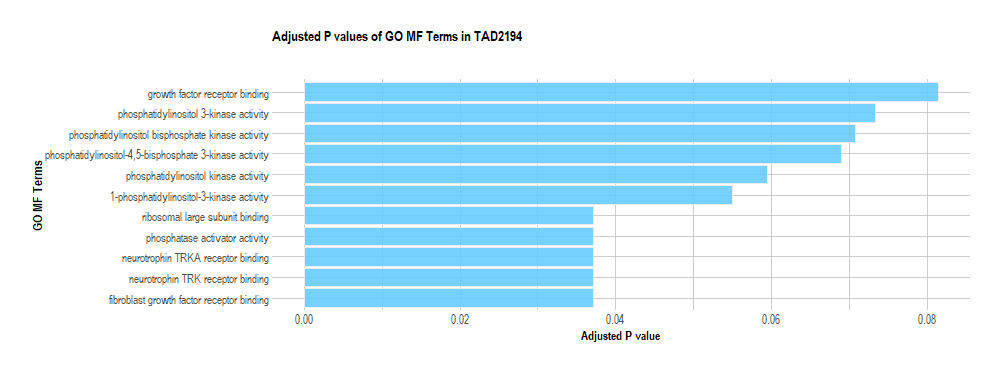 Adjusted P values of GO MF Terms in TAD2194
growth factor receptor binding
phosphatidylinositol 3-kinase activity
phosphatidylinositol bisphosphate kinase activity
phosphatidylinositol-4,5-bisphosphate 3-kinase activity
phosphatidylinositol kinase activity
1-phosphatidylinositol-3-kinase activity
ribosomal large subunit binding
phosphatase activator activity
neurotrophin TRKA receptor binding
neurotrophin TRK receptor binding
fibroblast growth factor receptor binding
GO MF Terms
0.00 0.02 0.04 0.06 0.08
Adjusted P value